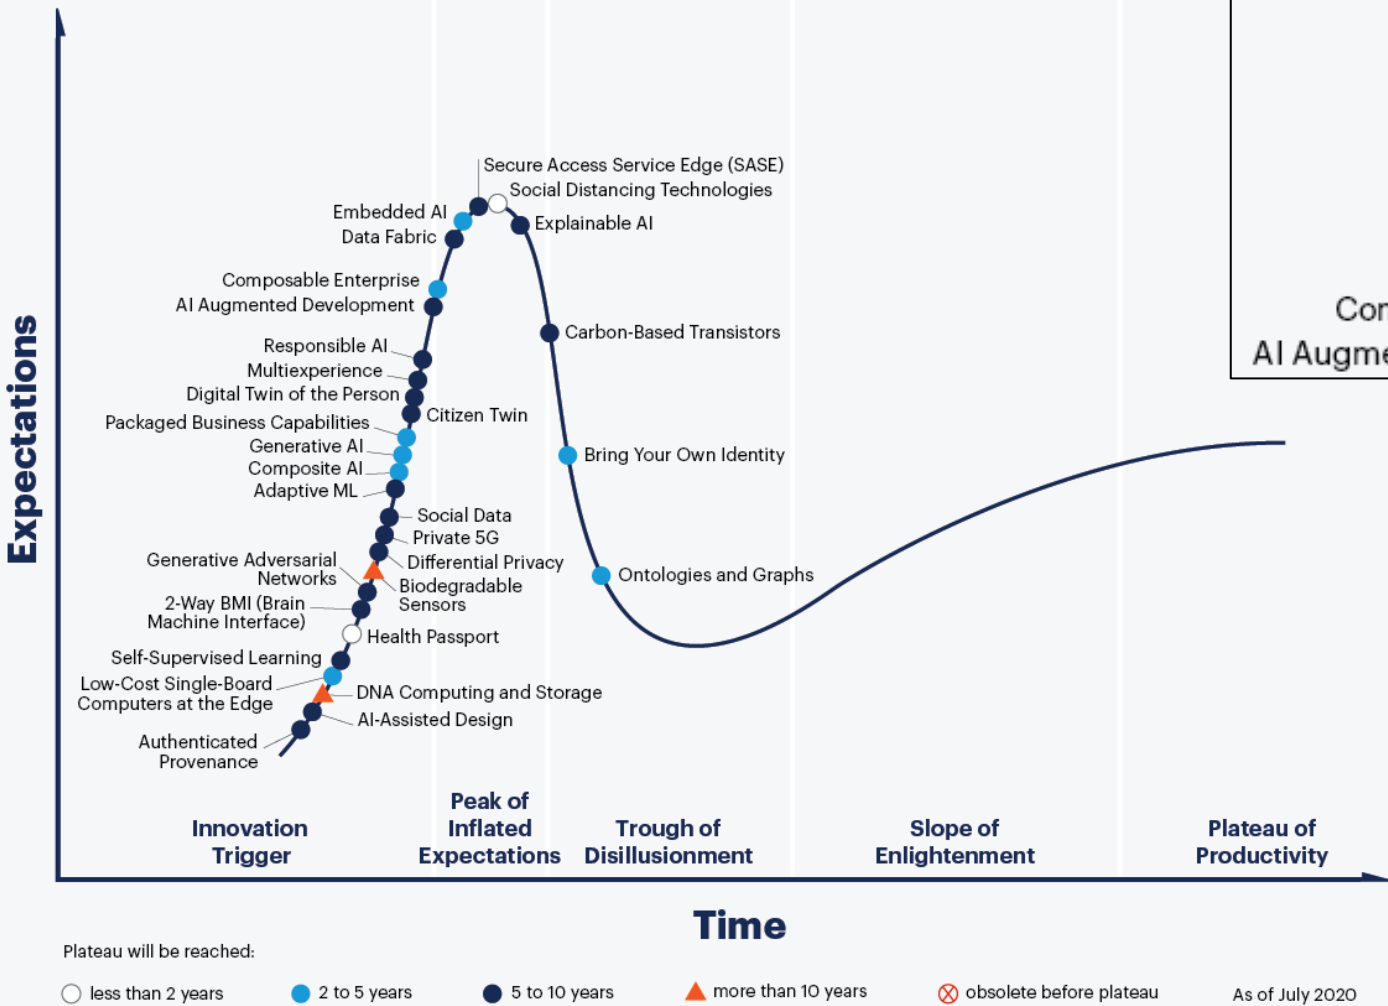 Secure Access Service Edge (SASE)
Social Distancing Technologies
Embedded AI
Explainable AI
Data Fabric
Composable Enterprise
AI Augmented Development
Con
AI Augme
Carbon-Based Transistors
Responsible AI
Multiexperience
Digital Twin of the Person
Citizen Twin
Packaged Business Capabilities
Generative AI
Bring Your Own Identity
Composite AI
Adaptive ML
Social Data
Private 5G
Differential Privacy
Generative Adversarial
Networks
Biodegradable
Sensors
Ontologies and Graphs
2-Way BMI (Brain
Machine Interface)
Health Passport
Self-Supervised Learning
Low-Cost Single-Board
Computers at the Edge
DNA Computing and Storage
AI-Assisted Design
Authenticated
Provenance
Expectations
Innovation
Trigger
Peak of
Inflated
Expectations
Trough of
Disillusionment
Slope of
Enlightenment
Plateau of
Productivity
Time
Plateau will be reached:
less than 2 years
2 to 5 years
5 to 10 years
more than 10 years
obsolete before plateau
As of July 2020